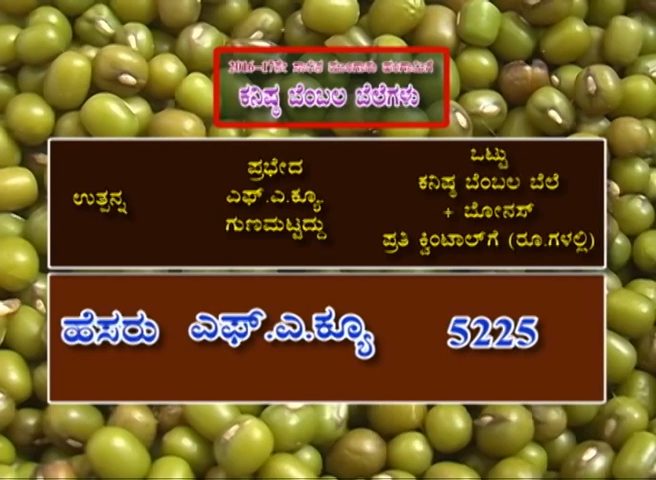 2016-17ನೇ ಸಾಲಿನ ಮುಂಗಾರು ಹಂಗಾಮಿಗೆ
ಕನಿಷ್ಠ ಬೆಂಬಲ ಬೆಲೆಗಳು
ಉತ್ಪನ್ನ
ಪ್ರಭೇದ
ಎಫ್.ಎ.ಕ್ಯೂ.
ಗುಣಮಟ್ಟದ್ದು
ಒಟ್ಟು
ಕನಿಷ್ಠ ಬೆಂಬಲ ಬೆಲೆ
+ ಬೋನಸ್
ಪ್ರತಿ ಕ್ವಿಂಟಾಲ್‌ಗೆ (ರೂ.ಗಳಲ್ಲಿ)
ಹೆಸರು ಎಫ್.ಎ.ಕ್ಯೂ 5225